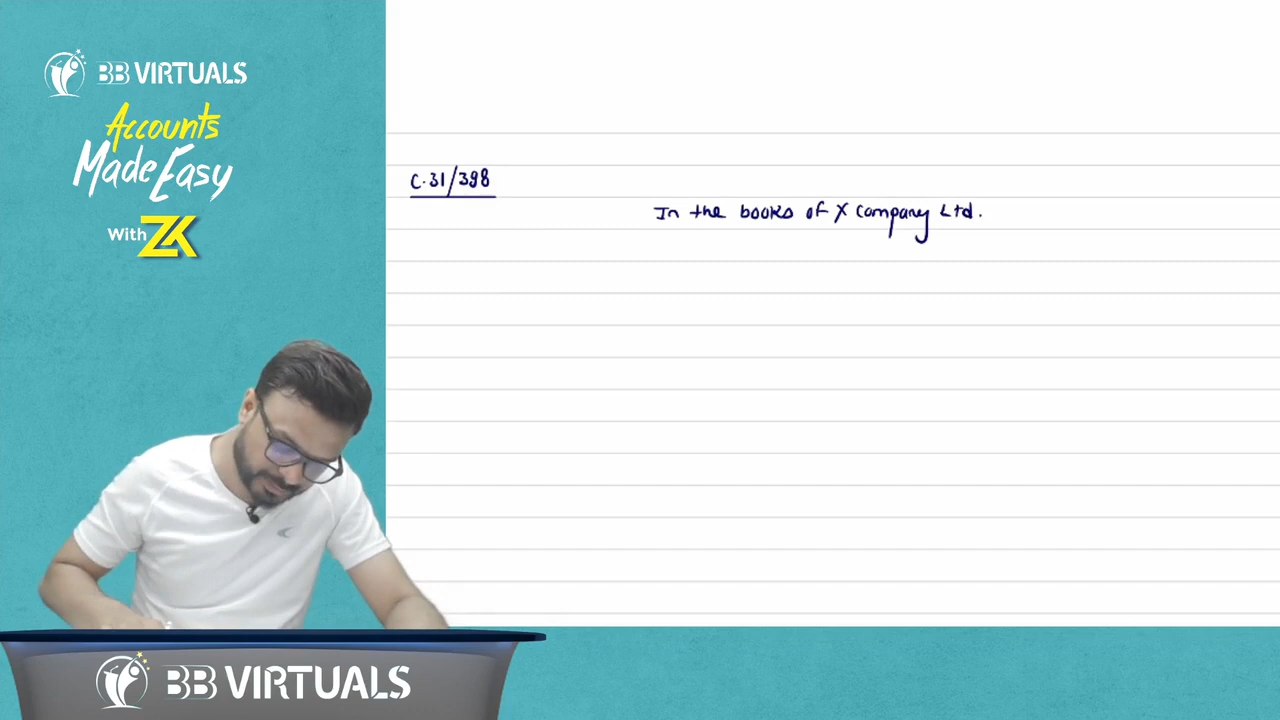 BB VIRTUALS
Accounts
Made Easy
With ZK
C.31/398
In the books of X Company Ltd.
BB VIRTUALS